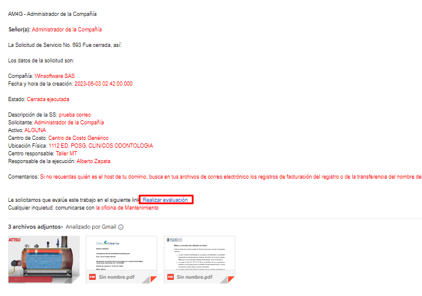 AM4G - Administrador de la Compañía
Señor(a): Administrador de la Compañía
La Solicitud de Servicio No. 693 Fue cerrada, así:
Los datos de la solicitud son:
Compañía: Winsoftware SAS
Fecha y hora de la creación: 2023-06-03 02:42:00.000
Estado: Cerrada ejecutada
Descripción de la SS: prueba correo
Solicitante: Administrador de la Compañía
Activo: ALGUNA
Centro de Costo: Centro de Costo Genérico
Ubicación Física: 1112 ED. POSG. CLINICOS ODONTOLOGIA
Centro responsable: Taller MT
Responsable de la ejecución: Alberto Zapata
Comentarios: Si no recuerdas quién es el host de tu dominio, busca en tus archivos de correo electrónico los registros de facturación del registro o de la transferencia del nombre de
Le solicitamos que evalúe este trabajo en el siguiente link: Realizar evaluación
Cualquier inquietud: comunicarse con la oficina de Mantenimiento.
3 archivos adjuntos• Analizado por Gmail
Sin nombre.pdf
Sin nombre.pdf